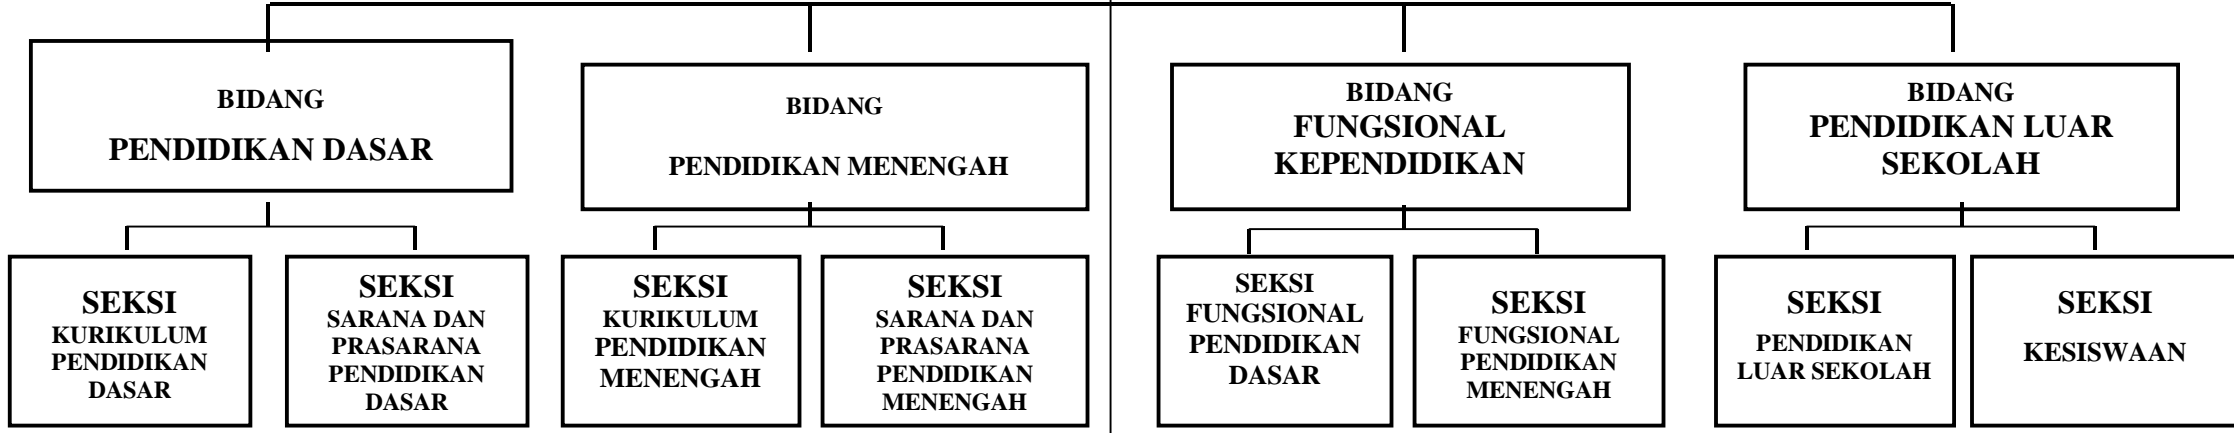 BIDANG
PENDIDIKAN DASAR
BIDANG
PENDIDIKAN MENENGAH
BIDANG
FUNGSIONAL
KEPENDIDIKAN
BIDANG
PENDIDIKAN LUAR
SEKOLAH
SEKSI
KURIKULUM
PENDIDIKAN
DASAR
SEKSI
SARANA DAN
PRASARANA
PENDIDIKAN
DASAR
SEKSI
KURIKULUM
PENDIDIKAN
MENENGAH
SEKSI
SARANA DAN
PRASARANA
PENDIDIKAN
MENENGAH
SEKSI
FUNGSIONAL
PENDIDIKAN
DASAR
SEKSI
FUNGSIONAL
PENDIDIKAN
MENENGAH
SEKSI
PENDIDIKAN
LUAR SEKOLAH
SEKSI
KESISWAAN